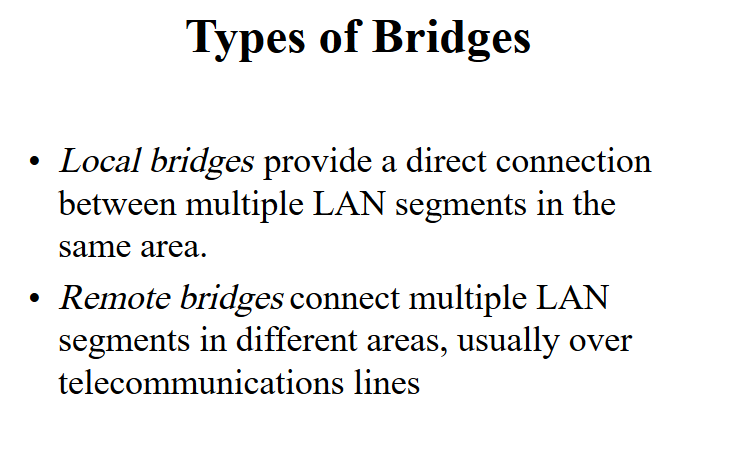 Types of Bridges
• Local bridges provide a direct connection
between multiple LAN segments in the
same area.
• Remote bridges connect multiple LAN
segments in different areas, usually over
telecommunications lines